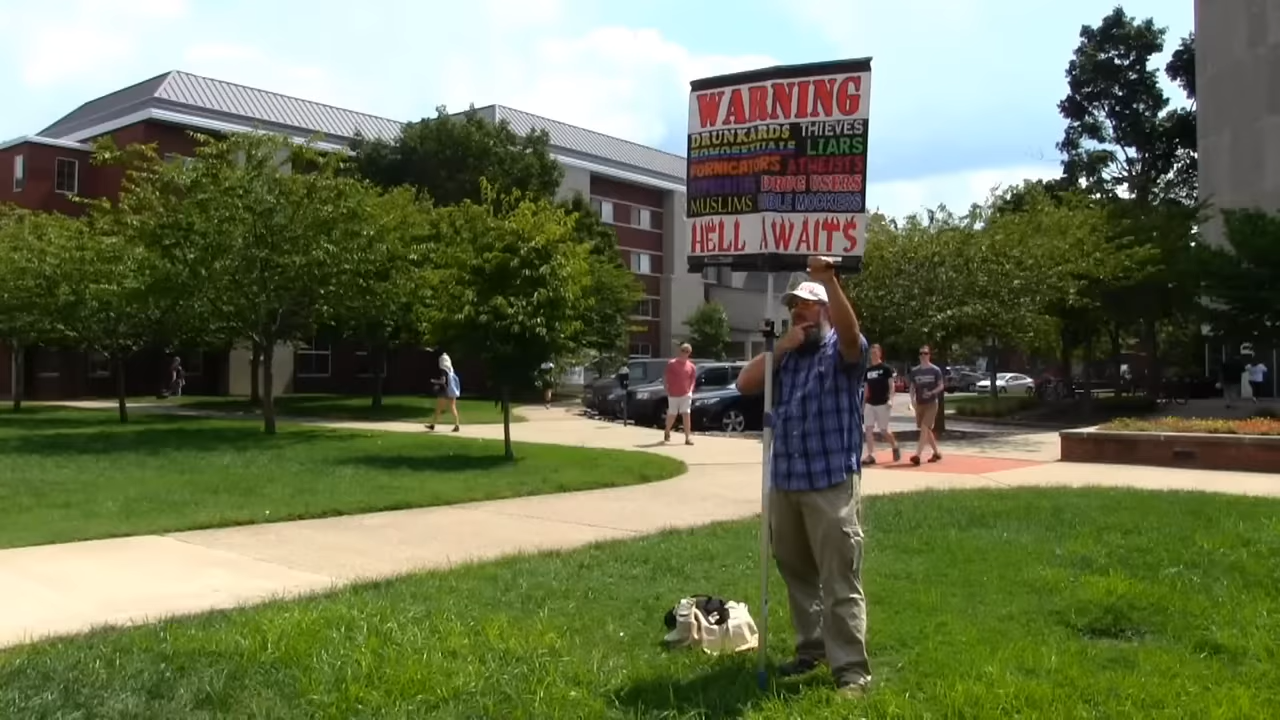 WARNING
DRUNKARDS THIEVES
HOMOSEXUALS LIARS
FORNICATORS ATHEISTS
DRUG USERS
MUSLIMS BIBLE MOCKERS
HELL AWAITS